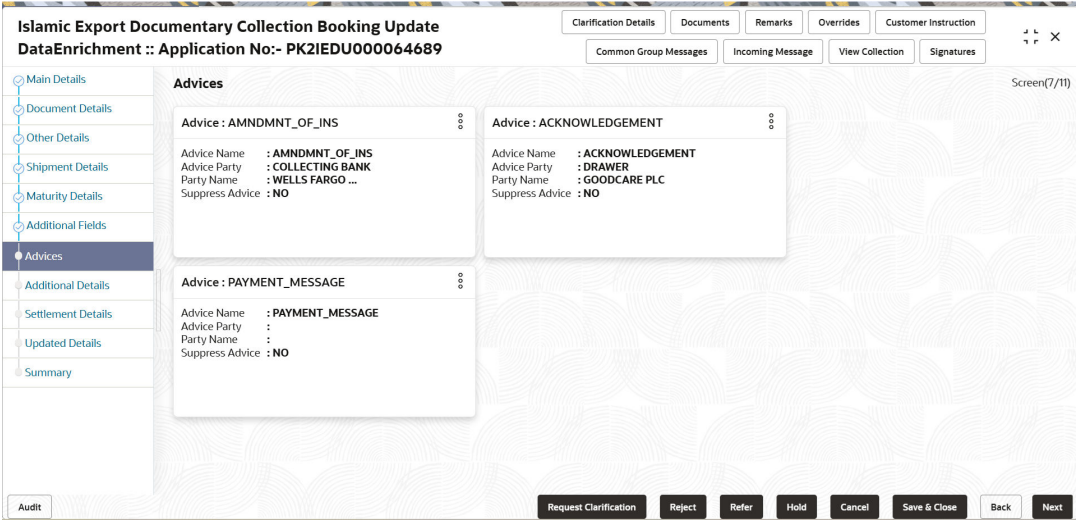 Islamic Export Documentary Collection Booking Update
DataEnrichment :: Application No:- PK2IEDU000064689
Clarification Details
Documents
Remarks
Overrides
Customer Instruction
Common Group Messages
Incoming Message
View Collection
Signatures
Main Details
Document Details
Other Details
Shipment Details
Maturity Details
Additional Fields
Advices
Additional Details
Settlement Details
Updated Details
Summary
Advices
Screen(7/11)
Advice : AMNDMNT_OF_INS
Advice Name : AMNDMNT_OF_INS
Advice Party : COLLECTING BANK
Party Name : WELLS FARGO ...
Suppress Advice : NO
Advice : ACKNOWLEDGEMENT
Advice Name : ACKNOWLEDGEMENT
Advice Party : DRAWER
Party Name : GOODCARE PLC
Suppress Advice : NO
Advice : PAYMENT_MESSAGE
Advice Name : PAYMENT_MESSAGE
Advice Party :
Party Name :
Suppress Advice : NO
Audit
Request Clarification
Reject
Refer
Hold
Cancel
Save & Close
Back
Next